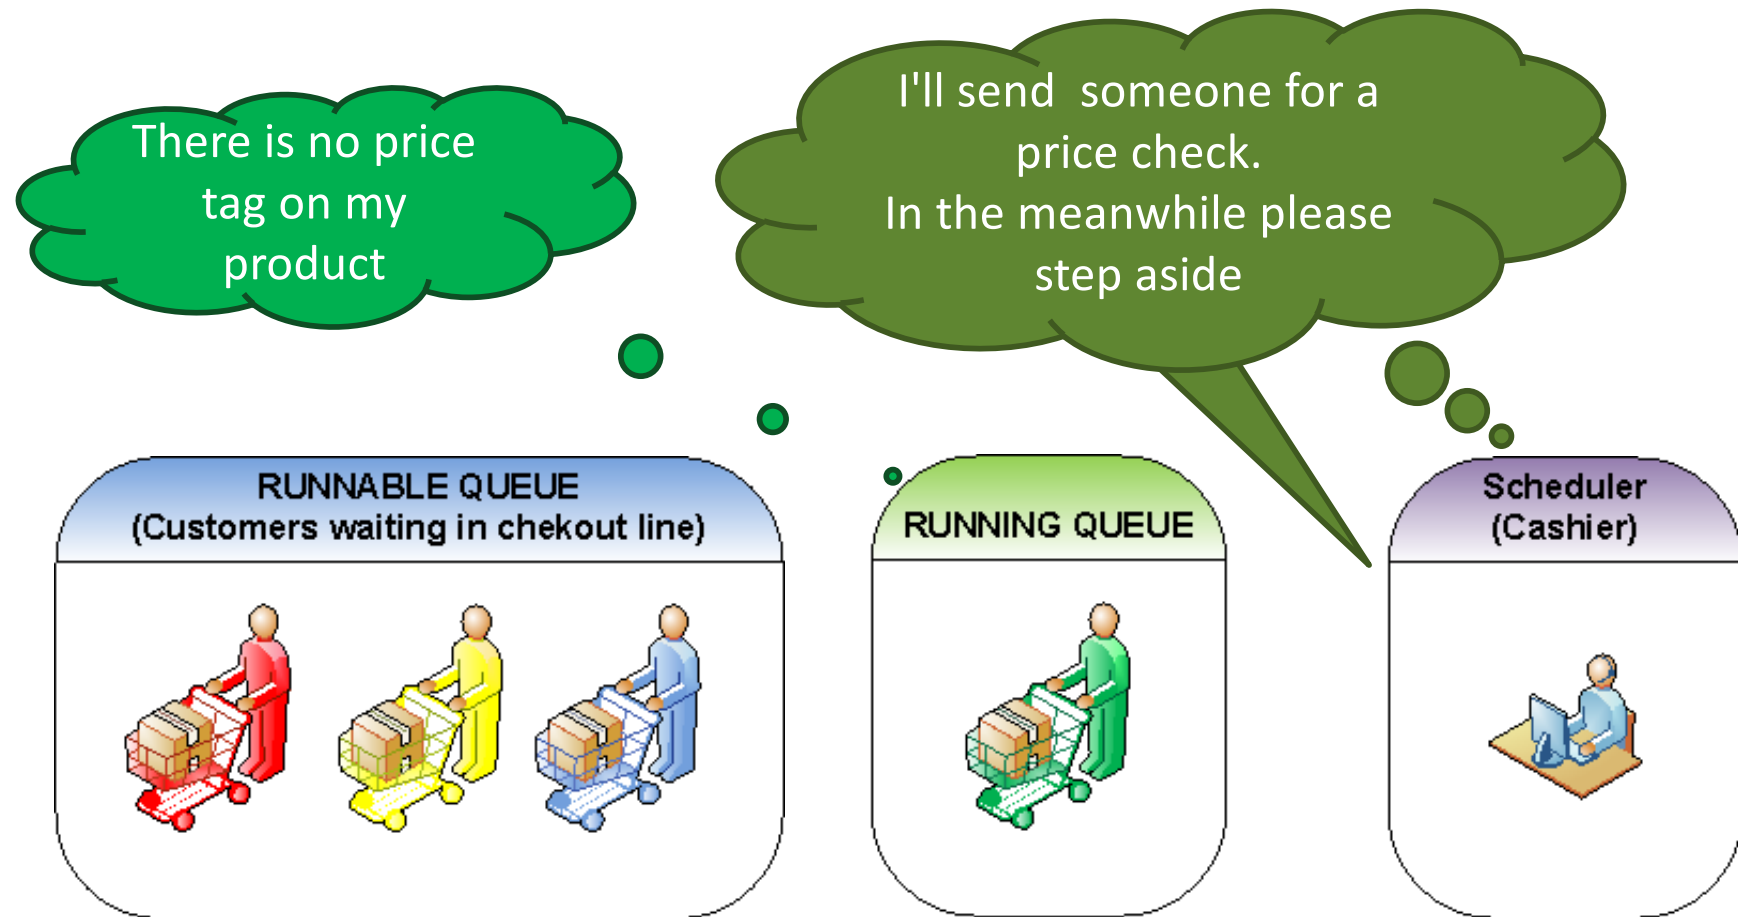 There is no price
tag on my
product
I'll send  someone for a
price check.
In the meanwhile please
step aside
RUNNABLE QUEUE
(Customers waiting in chekout line)
RUNNING QUEUE
Scheduler
(Cashier)